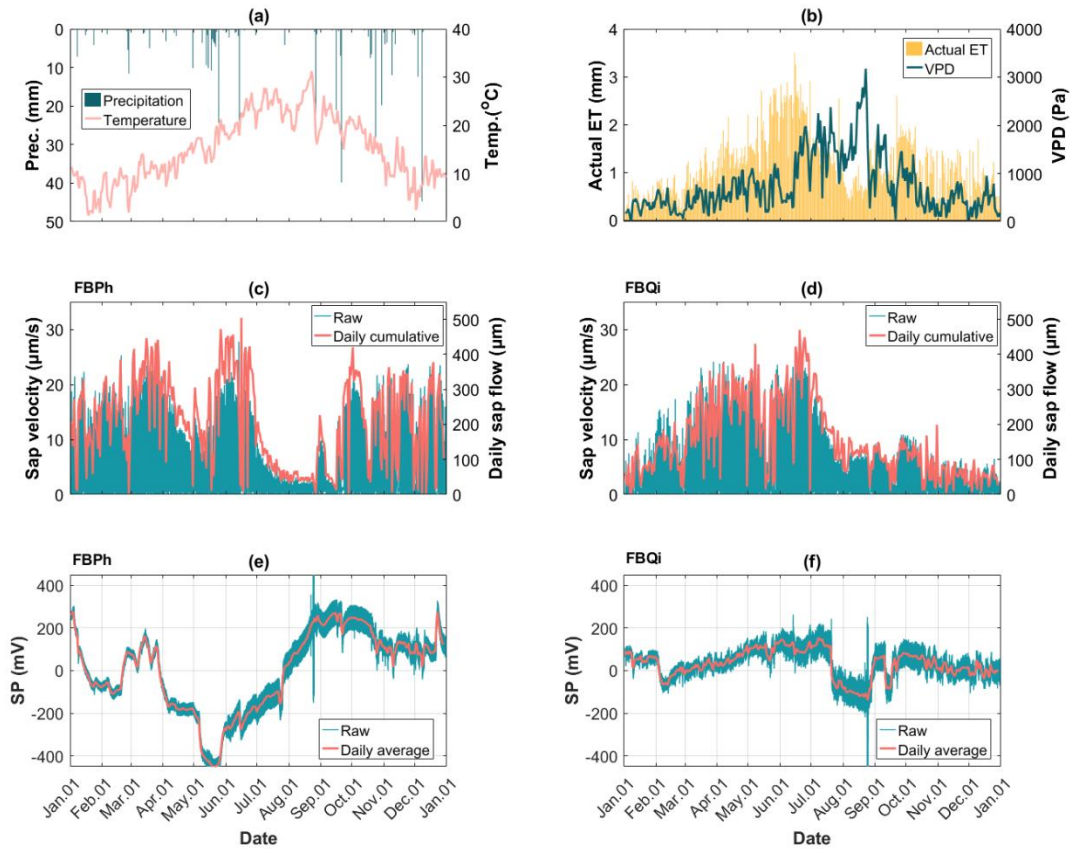 (a)
0
10
20
30
40
50
Prec. (mm)
Precipitation
Temperature
40
30
20
10
0
Temp.(°C)
(b)
4
3
2
1
0
Actual ET (mm)
Actual ET
VPD
4000
3000
2000
1000
0
VPD (Pa)
FBPh
(c)
30
20
10
0
Sap velocity (μm/s)
Raw
Daily cumulative
500
400
300
200
100
0
Daily sap flow (μm)
FBQi
(d)
30
20
10
0
Sap velocity (μm/s)
Raw
Daily cumulative
500
400
300
200
100
0
Daily sap flow (μm)
FBPh
(e)
400
200
0
-200
-400
SP (mV)
Raw
Daily average
Jan.01
Feb.01
Mar.01
Apr.01
May.01
Jun.01
Jul.01
Aug.01
Sep.01
Oct.01
Nov.01
Dec.01
Jan.01
Date
FBQi
(f)
400
200
0
-200
-400
SP (mV)
Raw
Daily average
Jan.01
Feb.01
Mar.01
Apr.01
May.01
Jun.01
Jul.01
Aug.01
Sep.01
Oct.01
Nov.01
Dec.01
Jan.01
Date